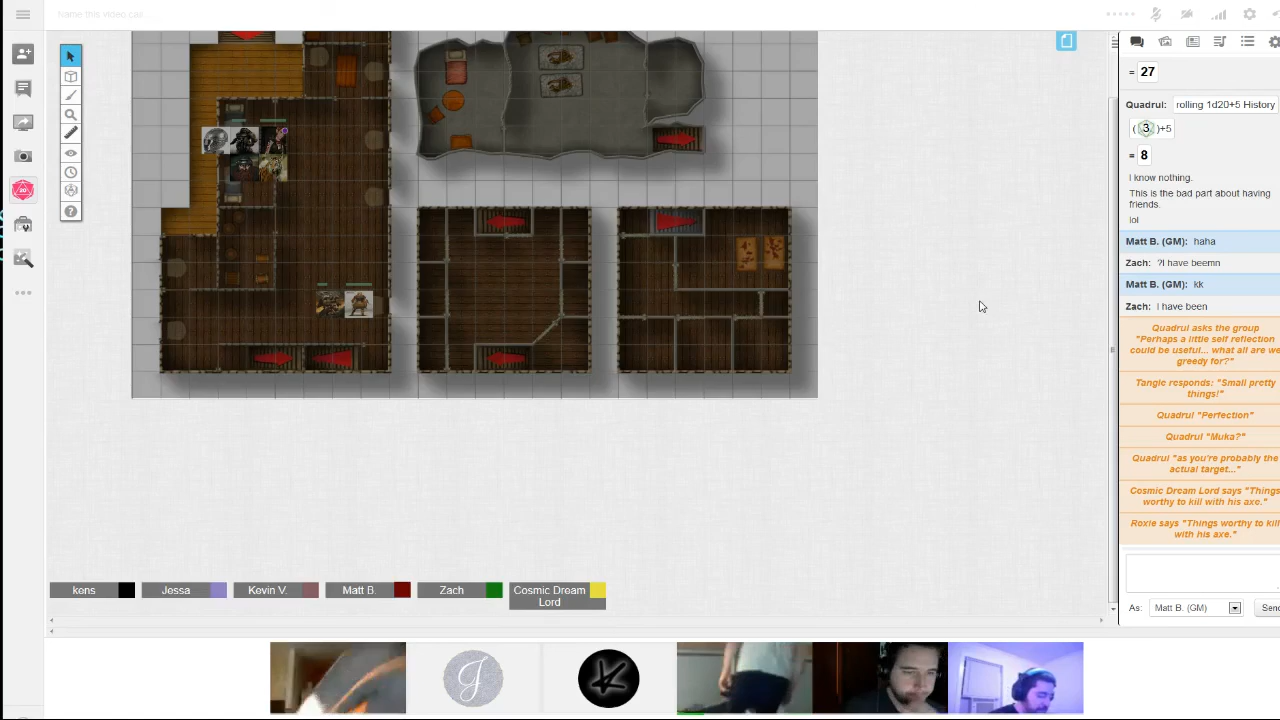 Name this video call...
= 27
Quadrul: rolling 1d20+5 History
( 3 )+5
= 8
I know nothing.
This is the bad part about having
friends.
lol
Matt B. (GM): haha
Zach: ?I have beemn
Matt B. (GM): kk
Zach: I have been
Quadrul asks the group
"Perhaps a little self reflection
could be useful... what all are we
greedy for?"
Tangle responds: "Small pretty
things!"
Quadrul "Perfection"
Quadrul "Muka?"
Quadrul "as you're probably the
actual target..."
Cosmic Dream Lord says "Things
worthy to kill with his axe."
Roxie says "Things worthy to kill
with his axe."
kens
Jessa
Kevin V.
Matt B.
Zach
Cosmic Dream
Lord
As: Matt B. (GM)
Send